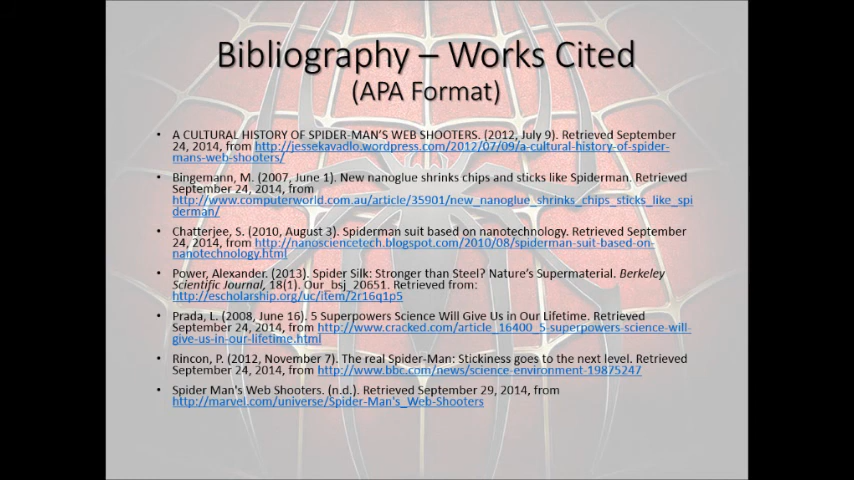 Bibliography – Works Cited
(APA Format)
• A CULTURAL HISTORY OF SPIDER-MAN'S WEB SHOOTERS. (2012, July 9). Retrieved September
24, 2014, from http://jessekavadlo.wordpress.com/2012/07/09/a-cultural-history-of-spider-
mans-web-shooters/
• Bingemann, M. (2007, June 1). New nanoglue shrinks chips and sticks like Spiderman. Retrieved
September 24, 2014, from
http://www.computerworld.com.au/article/35901/new_nanoglue_shrinks_chips_sticks_like_spi
derman/
• Chatterjee, S. (2010, August 3). Spiderman suit based on nanotechnology. Retrieved September
24, 2014, from http://nanosciencetech.blogspot.com/2010/08/spiderman-suit-based-on-
nanotechnology.html
• Power, Alexander. (2013). Spider Silk: Stronger than Steel? Nature's Supermaterial. Berkeley
Scientific Journal, 18(1). Our_bsj_20651. Retrieved from:
http://escholarship.org/uc/item/2r16q1p5
• Prada, L. (2008, June 16). 5 Superpowers Science Will Give Us in Our Lifetime. Retrieved
September 24, 2014, from http://www.cracked.com/article_16400_5-superpowers-science-will-
give-us-in-our-lifetime.html
• Rincon, P. (2012, November 7). The real Spider-Man: Stickiness goes to the next level. Retrieved
September 24, 2014, from http://www.bbc.com/news/science-environment-19875247
• Spider Man's Web Shooters. (n.d.). Retrieved September 29, 2014, from
http://marvel.com/universe/Spider-Man's_Web-Shooters